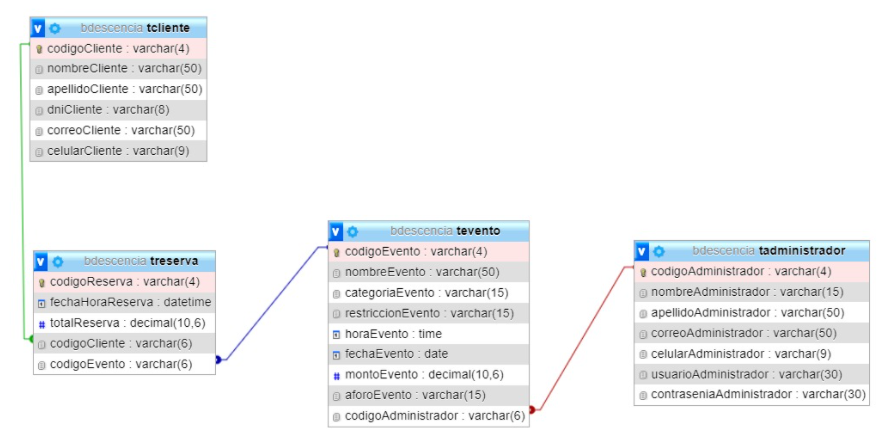 bdescencia tcliente
codigoCliente : varchar(4)
nombreCliente : varchar(50)
apellidoCliente : varchar(50)
dniCliente : varchar(8)
correoCliente : varchar(50)
celularCliente : varchar(9)
bdescencia treserva
codigoReserva : varchar(4)
fechaHoraReserva : datetime
totalReserva : decimal(10,6)
codigoCliente : varchar(6)
codigoEvento : varchar(6)
bdescencia tevento
codigoEvento : varchar(4)
nombreEvento : varchar(50)
categoriaEvento : varchar(15)
restriccionEvento : varchar(15)
horaEvento : time
fechaEvento : date
montoEvento : decimal(10,6)
aforoEvento : varchar(15)
codigoAdministrador : varchar(6)
bdescencia tadministrador
codigoAdministrador : varchar(4)
nombreAdministrador : varchar(15)
apellidoAdministrador : varchar(50)
correoAdministrador : varchar(50)
celularAdministrador : varchar(9)
usuarioAdministrador : varchar(30)
contraseniaAdministrador : varchar(30)